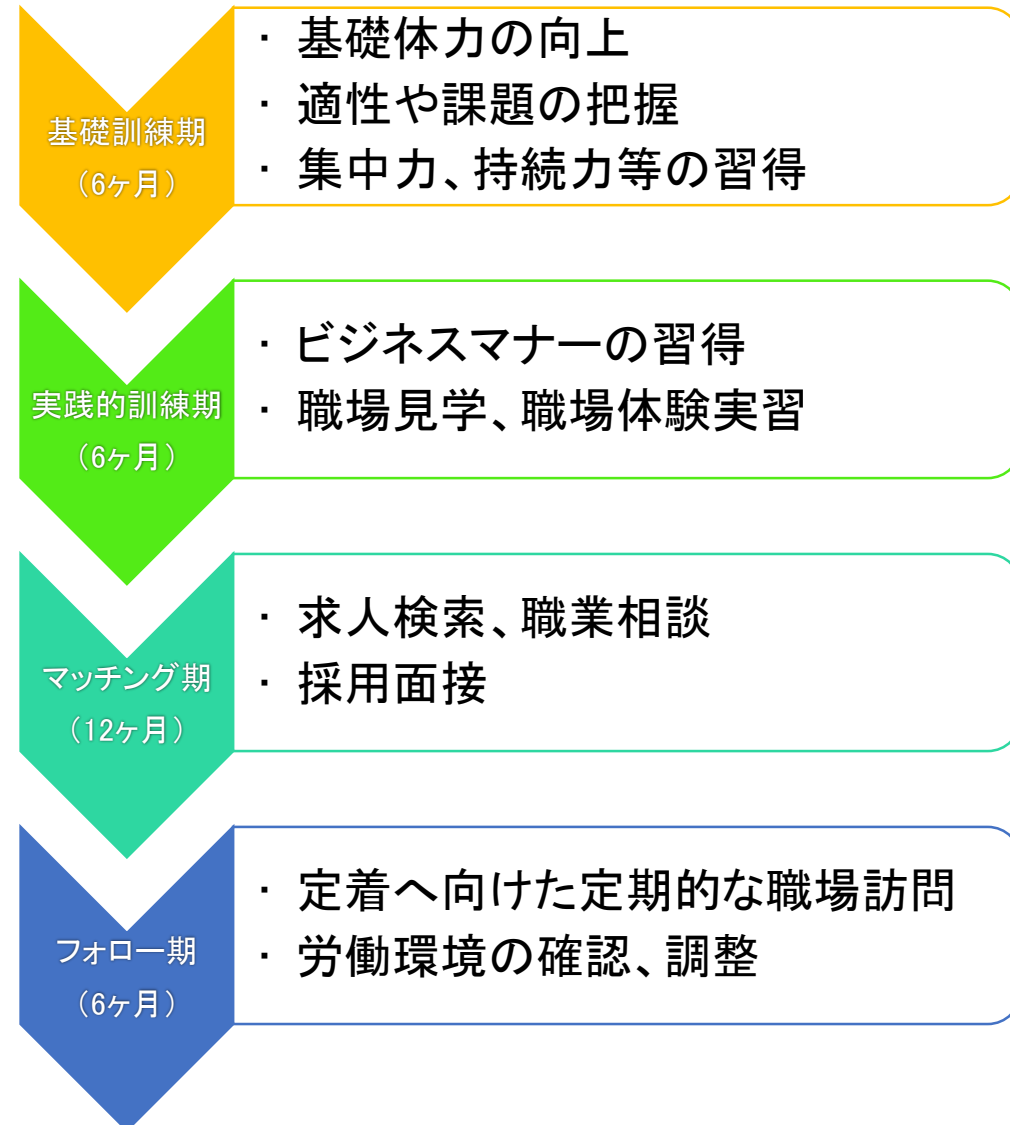 基礎訓練期
（6ヶ月）
・ 基礎体力の向上
・ 適性や課題の把握
・ 集中力、持続力等の習得
実践的訓練期
（6ヶ月）
・ ビジネスマナーの習得
・ 職場見学、職場体験実習
マッチング期
（12ヶ月）
・ 求人検索、職業相談
・ 採用面接
フォロー期
（6ヶ月）
・ 定着へ向けた定期的な職場訪問
・ 労働環境の確認、調整